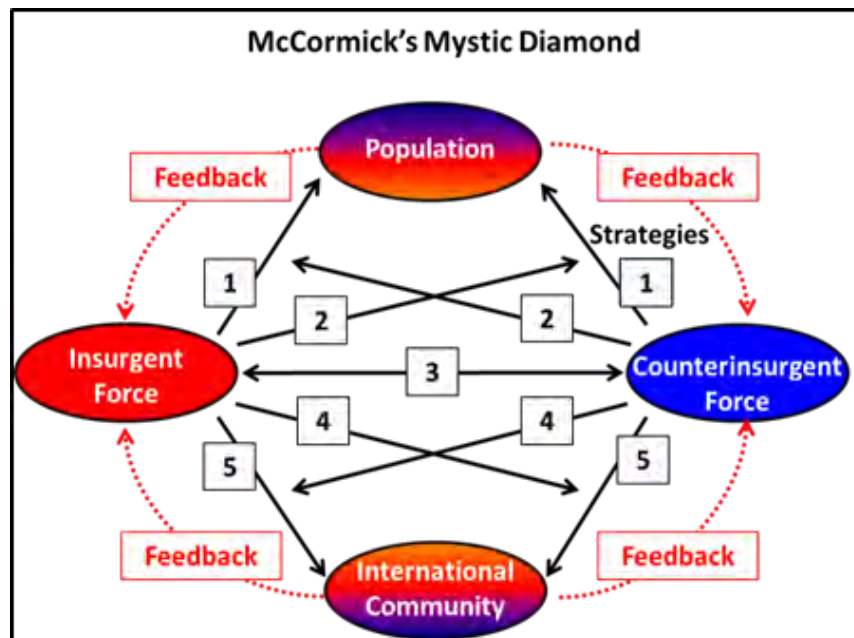 McCormick's Mystic Diamond
Population
Feedback
Feedback
Strategies
1
1
2
2
Insurgent
Force
3
Counterinsurgent
Force
4
4
5
5
Feedback
Feedback
International
Community